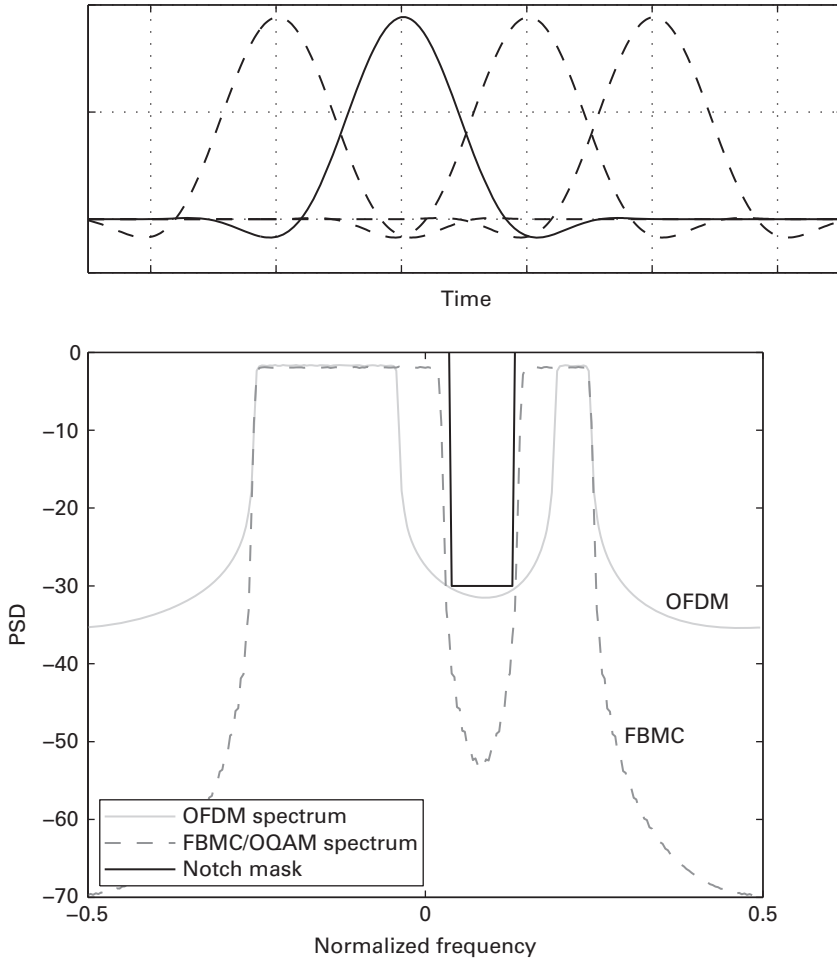 Time
0
−10
−20
−30
−40
−50
−60
−70
PSD
OFDM
FBMC
OFDM spectrum
FBMC/OQAM spectrum
Notch mask
−0.5
0
0.5
Normalized frequency